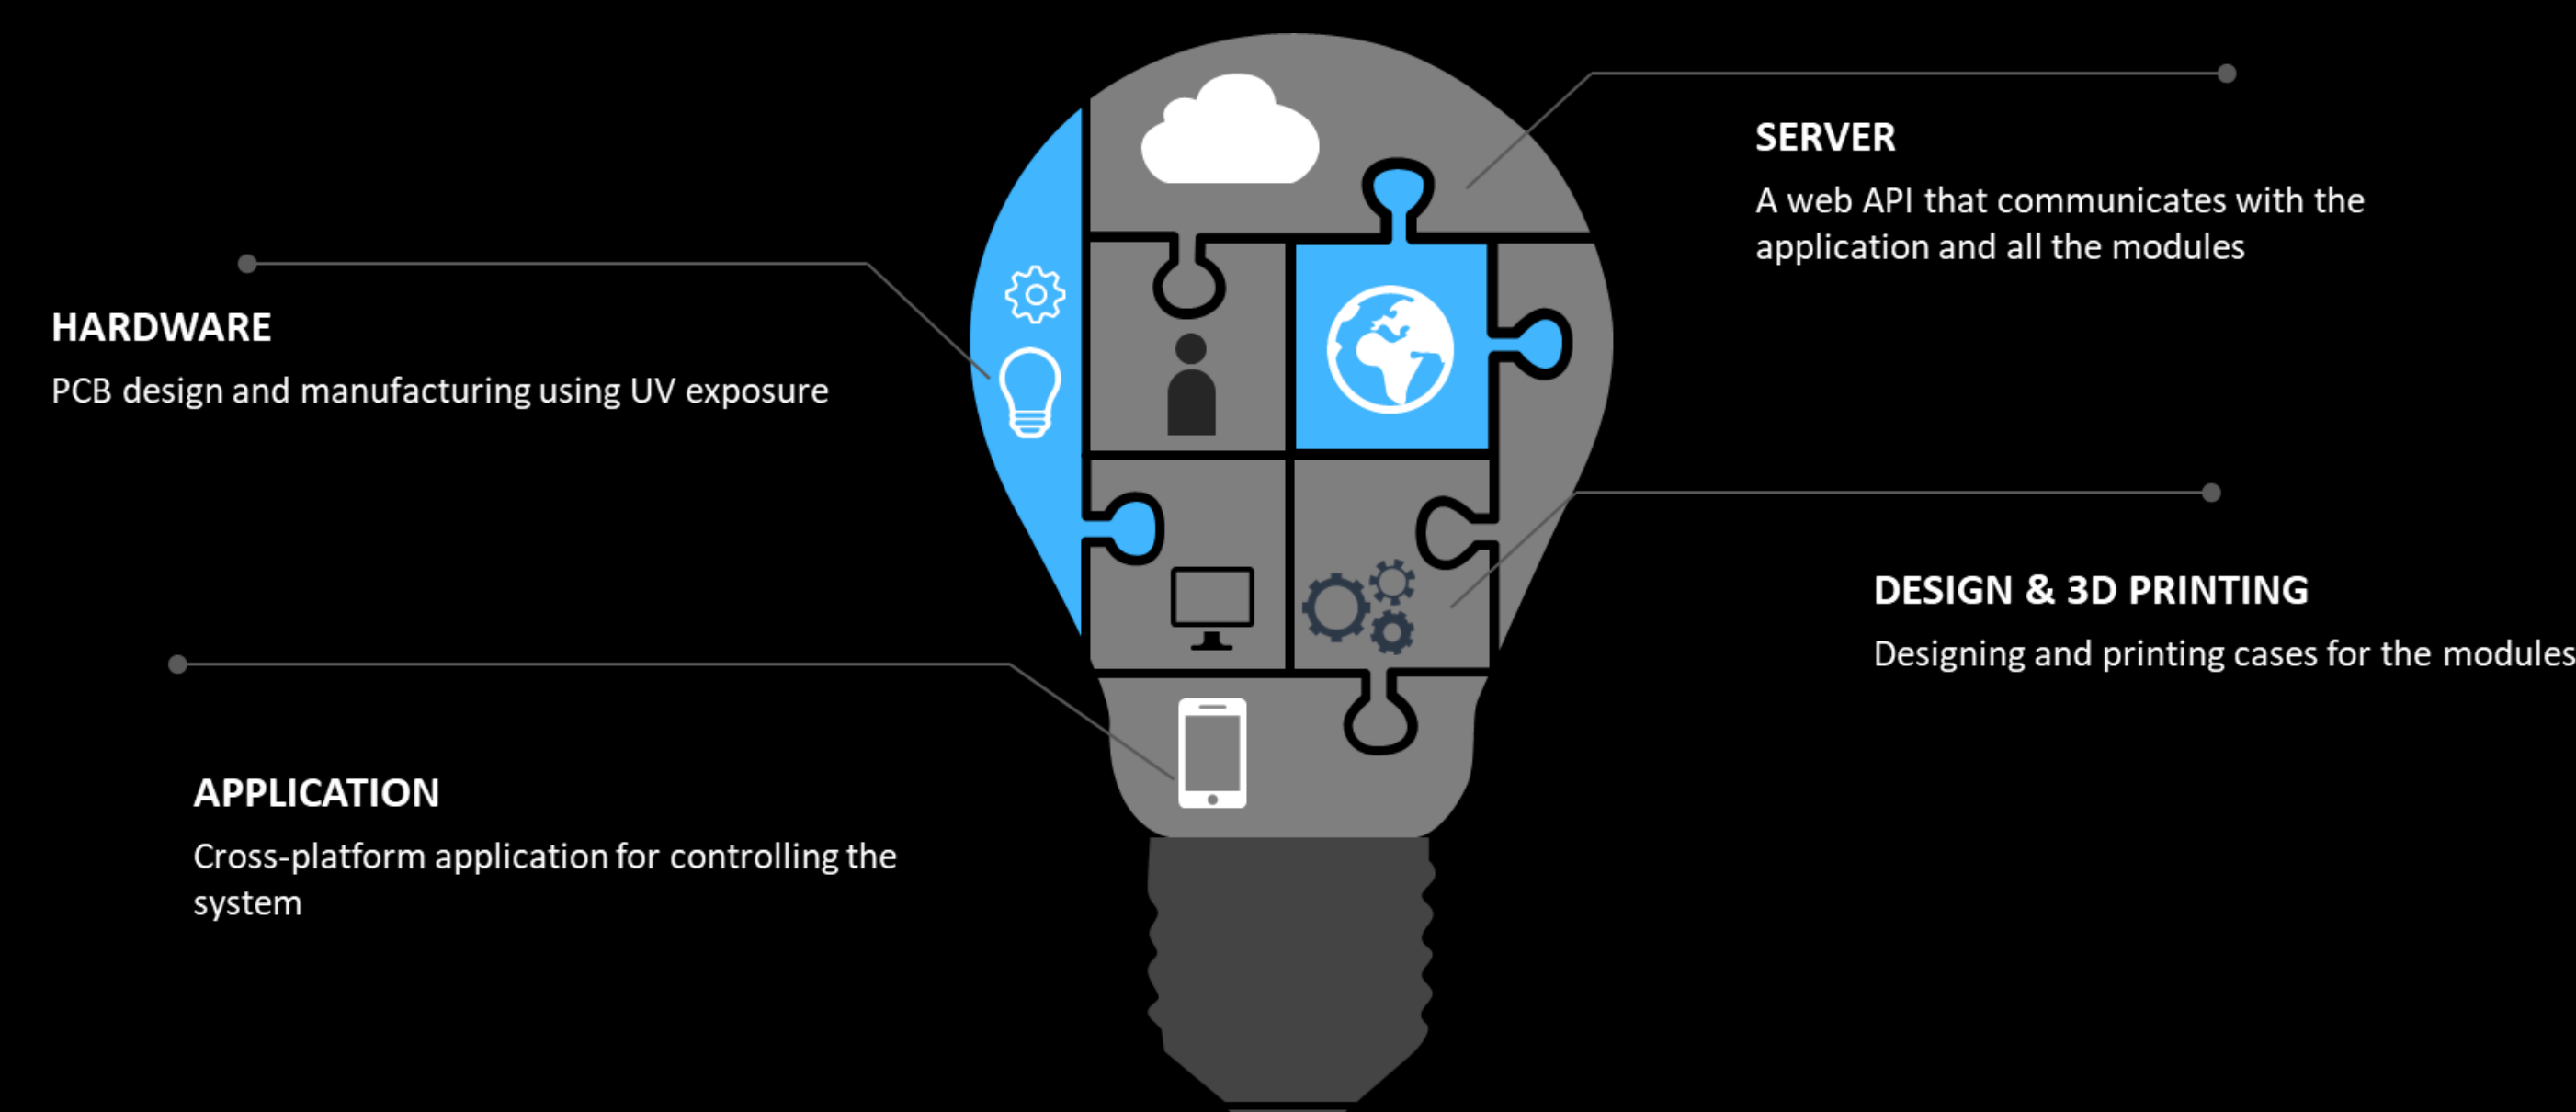 SERVER
A web API that communicates with the
application and all the modules
HARDWARE
PCB design and manufacturing using UV exposure
DESIGN & 3D PRINTING
Designing and printing cases for the modules
APPLICATION
Cross-platform application for controlling the
system